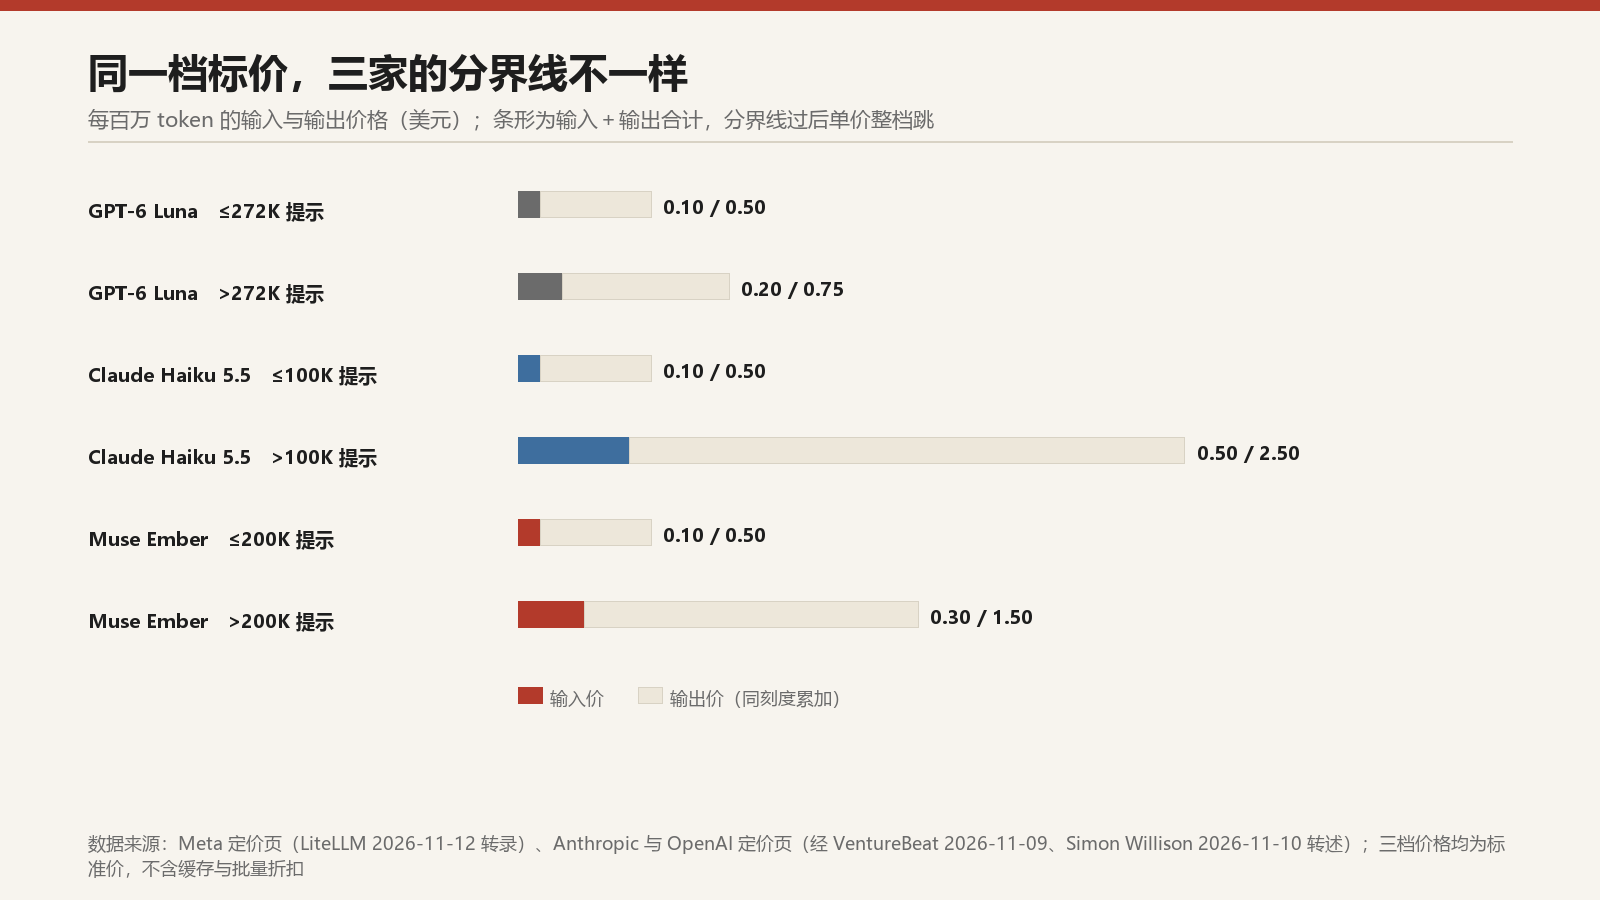 同一档标价，三家的分界线不一样
每百万 token 的输入与输出价格（美元）；条形为输入＋输出合计，分界线过后单价整档跳
GPT-6 Luna ≤272K 提示 0.10 / 0.50
GPT-6 Luna >272K 提示 0.20 / 0.75
Claude Haiku 5.5 ≤100K 提示 0.10 / 0.50
Claude Haiku 5.5 >100K 提示 0.50 / 2.50
Muse Ember ≤200K 提示 0.10 / 0.50
Muse Ember >200K 提示 0.30 / 1.50
输入价 输出价（同刻度累加）
数据来源：Meta 定价页（LiteLLM 2026-11-12 转录）、Anthropic 与 OpenAI 定价页（经 VentureBeat 2026-11-09、Simon Willison 2026-11-10 转述）；三档价格均为标
准价，不含缓存与批量折扣